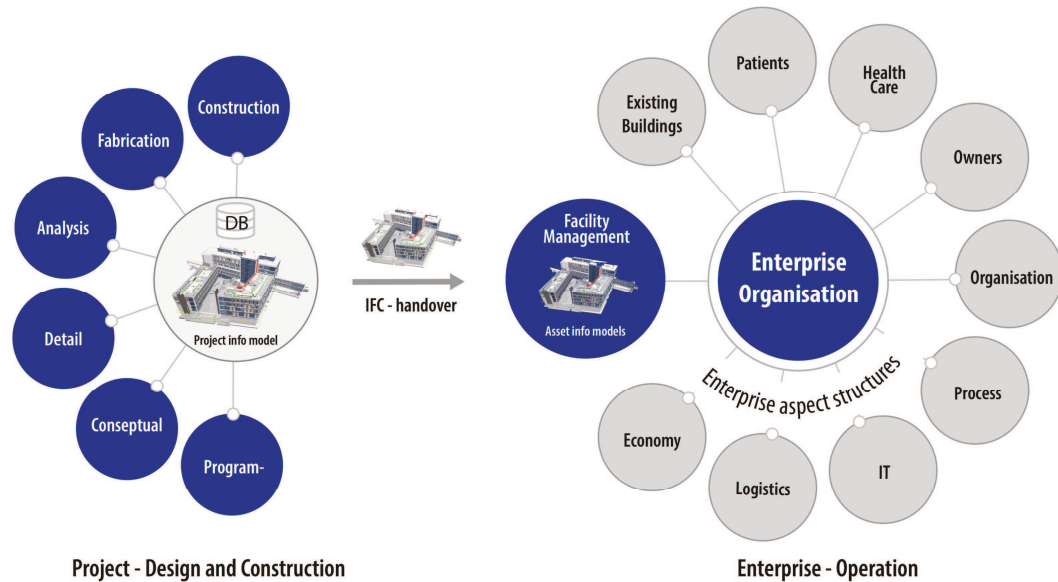 Construction
Fabrication
Analysis
Detail
Conseptual
Program-
DB
Project info model
IFC - handover
Project - Design and Construction
Patients
Health
Care
Existing
Buildings
Owners
Facility
Management
Asset info models
Enterprise
Organisation
Organisation
Enterprise aspect structures
Process
Economy
Logistics
IT
Enterprise - Operation